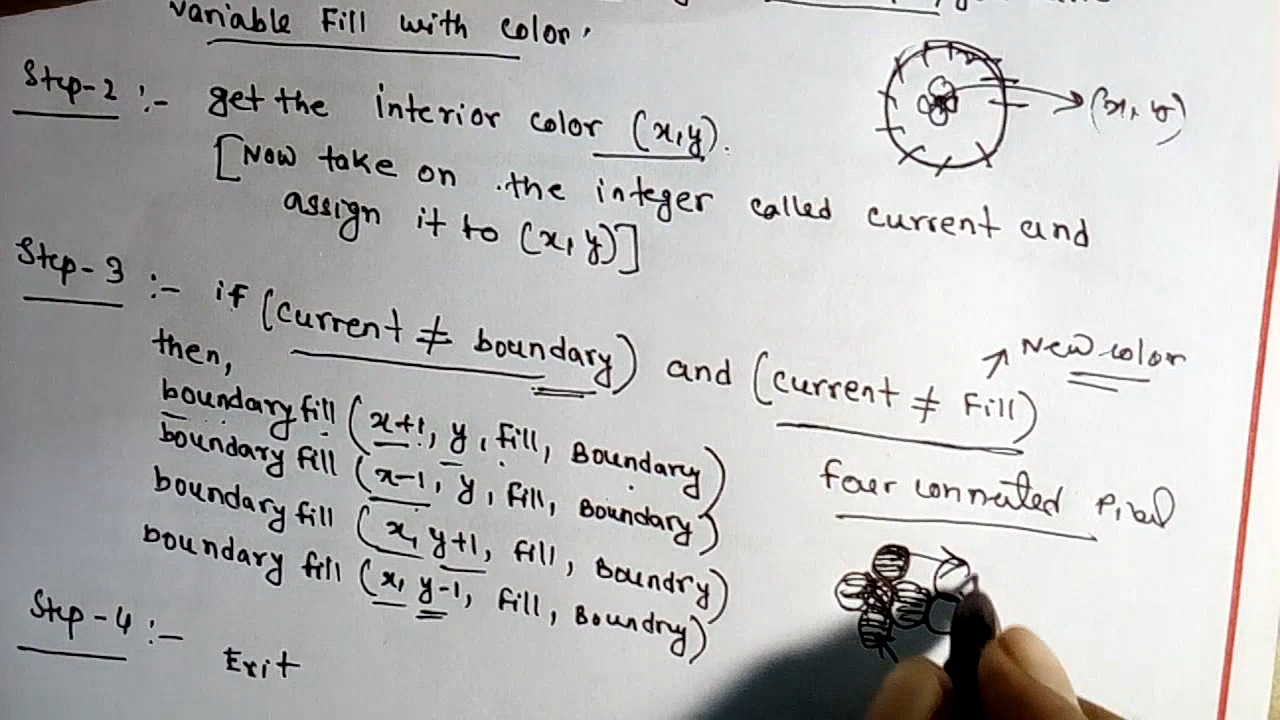 variable Fill with color.
Step-2 :- get the interior color (x,y).
[Now take on the integer called current and
assign it to (x, y)]
(x, y)
Step-3 :- if (current ≠ boundary) and (current ≠ Fill)
New color
then,
boundary fill (x+1, y, fill, Boundary)
boundary fill (x-1, y, fill, Boundary)
boundary fill (x, y+1, fill, Boundry)
boundary fill (x, y-1, fill, Boundry)
four connected Pixel
Step-4 :- Exit